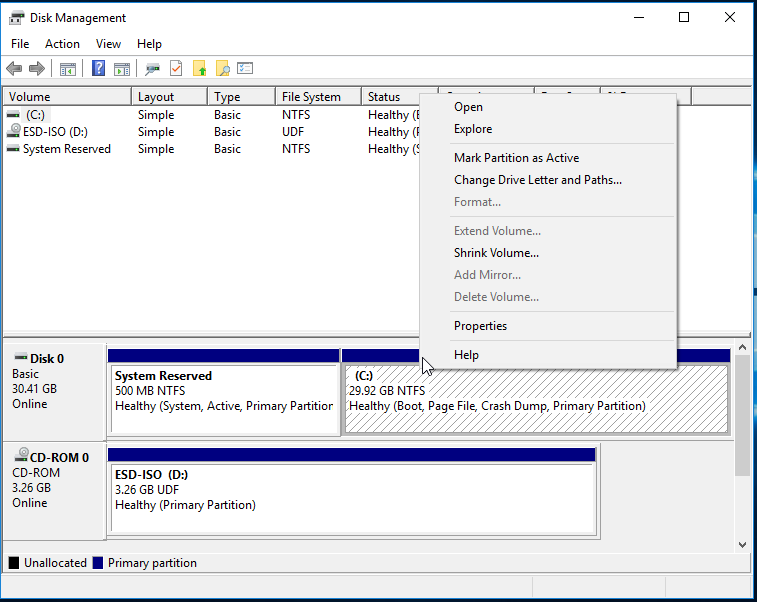 Disk Management
File Action View Help
Volume Layout Type File System Status
(C:) Simple Basic NTFS Healthy (
ESD-ISO (D:) Simple Basic UDF Healthy (
System Reserved Simple Basic NTFS Healthy (
Open
Explore
Mark Partition as Active
Change Drive Letter and Paths...
Format...
Extend Volume...
Shrink Volume...
Add Mirror...
Delete Volume...
Properties
Help
Disk 0
Basic
30.41 GB
Online
System Reserved
500 MB NTFS
Healthy (System, Active, Primary Partition
(C:)
29.92 GB NTFS
Healthy (Boot, Page File, Crash Dump, Primary Partition)
CD-ROM 0
CD-ROM
3.26 GB
Online
ESD-ISO (D:)
3.26 GB UDF
Healthy (Primary Partition)
Unallocated Primary partition